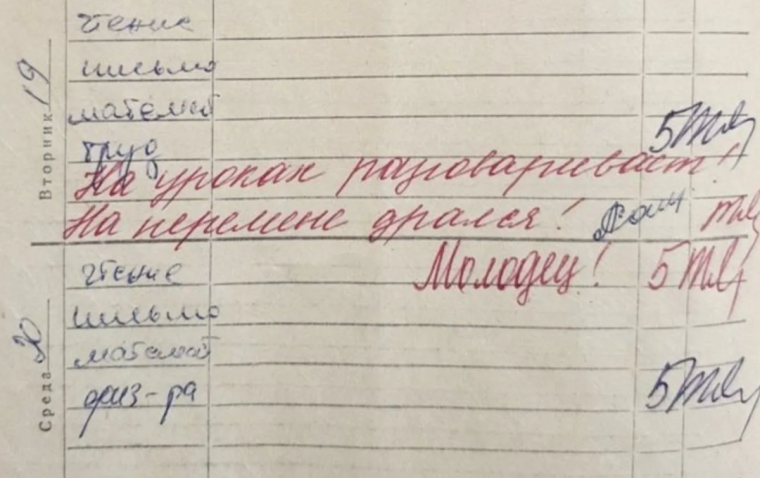 Вторник 19
чтение
письмо
математ
труд 5
На уроках разговаривает!
На перемене дрался!
Среда 20
чтение Молодец! 5
письмо
математ
физ-ра 5